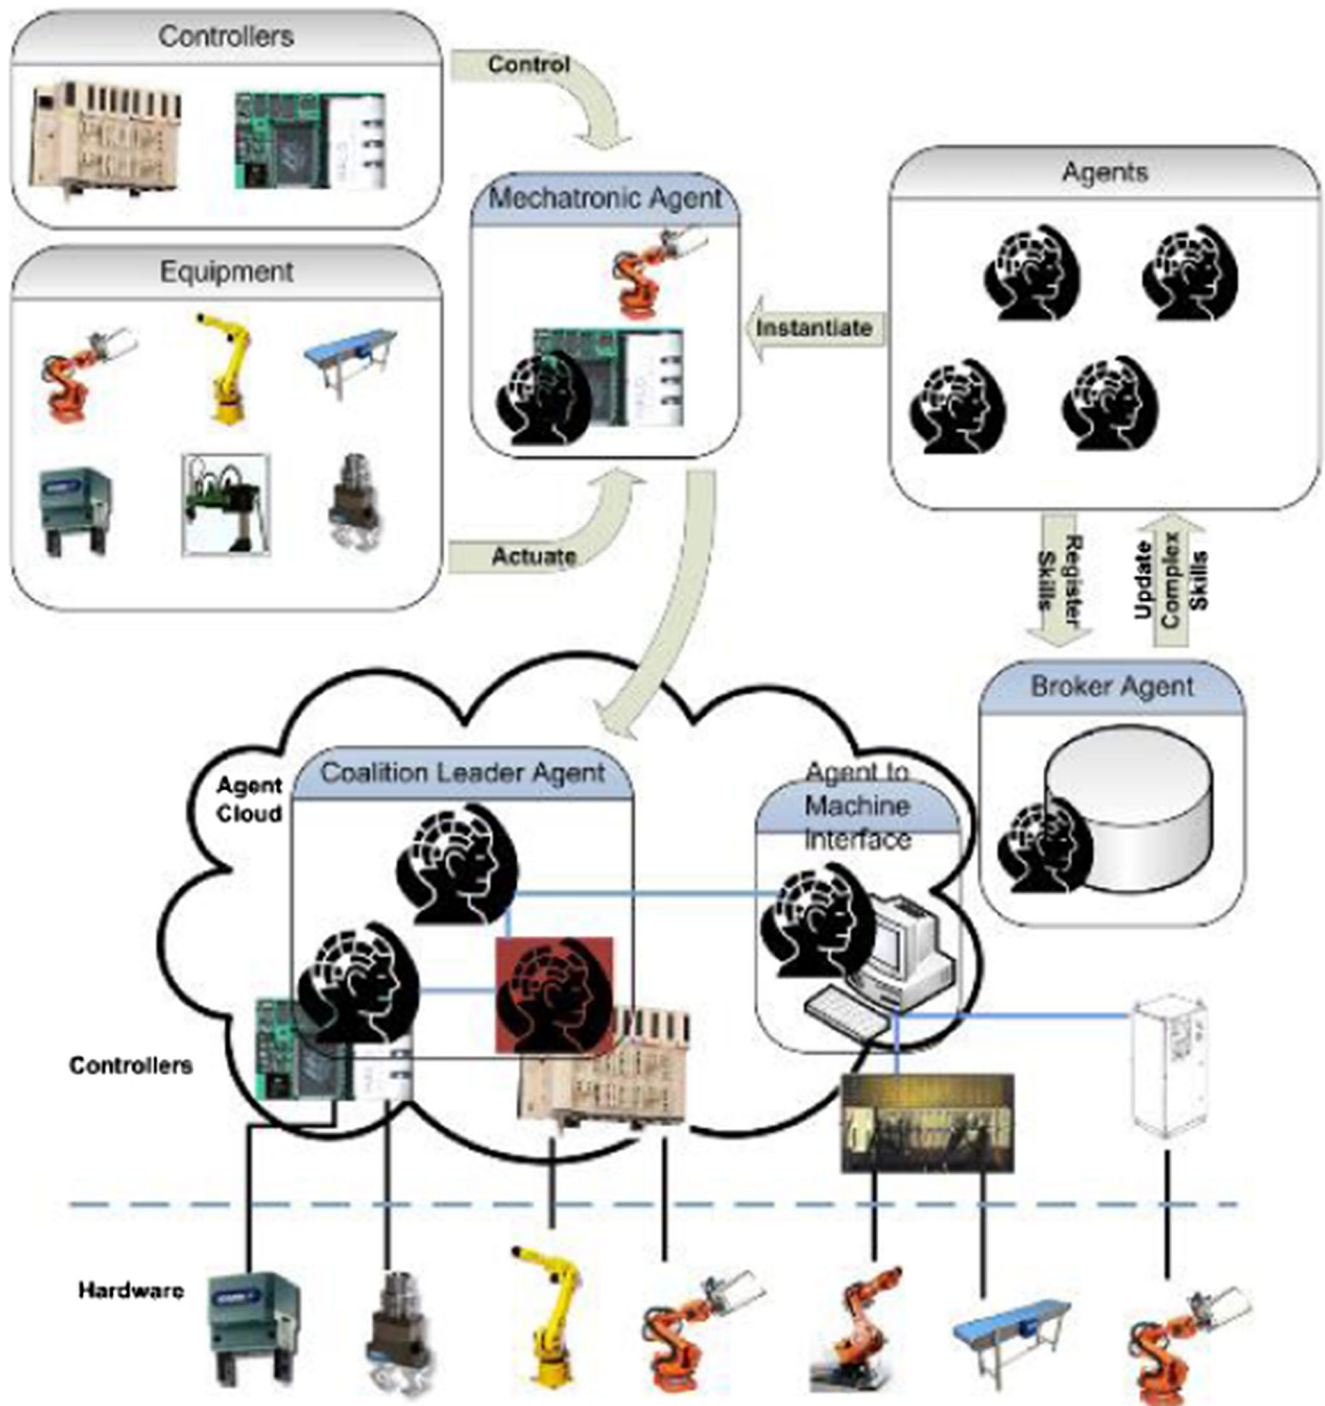 Controllers
Control
Equipment
Mechatronic Agent
Agents
Instantiate
Actuate
Register
Skills
Update
Complex
Skills
Broker Agent
Agent
Cloud
Coalition Leader Agent
Agent to
Machine
Interface
Controllers
Hardware